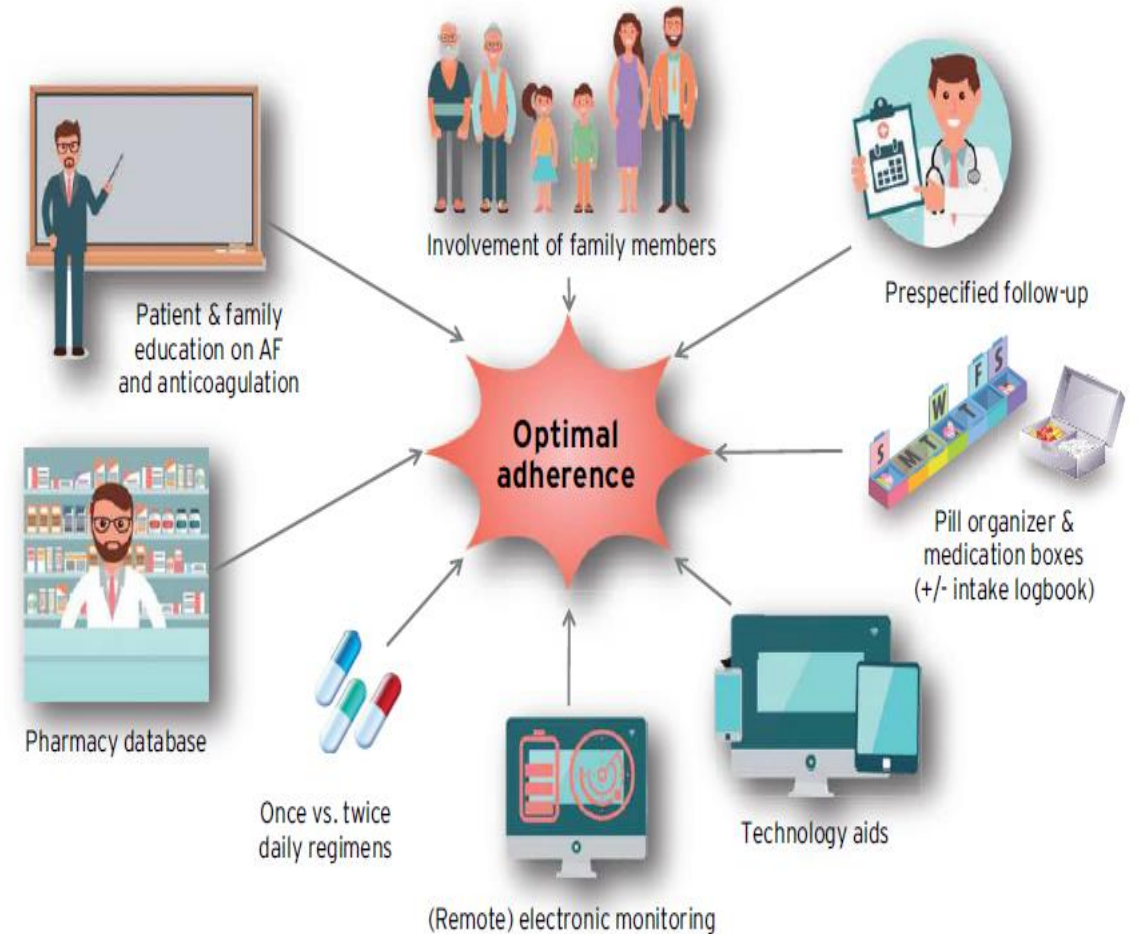 Involvement of family members
Prespecified follow-up
Patient & family
education on AF
and anticoagulation
Optimal
adherence
S
M
T
W
T
F
S
Pill organizer &
medication boxes
(+/- intake logbook)
Pharmacy database
Once vs. twice
daily regimens
Technology aids
(Remote) electronic monitoring